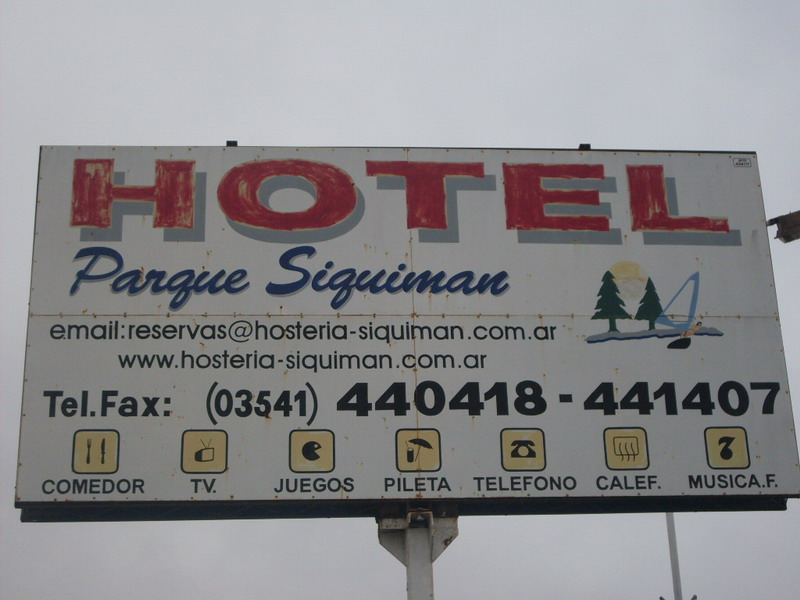 HOTEL
Parque Siquiman
email:reservas@hosteria-siquiman.com.ar
www.hosteria-siquiman.com.ar
Tel.Fax: (03541) 440418 - 441407
COMEDOR TV. JUEGOS PILETA TELEFONO CALEF. MUSICA.F.